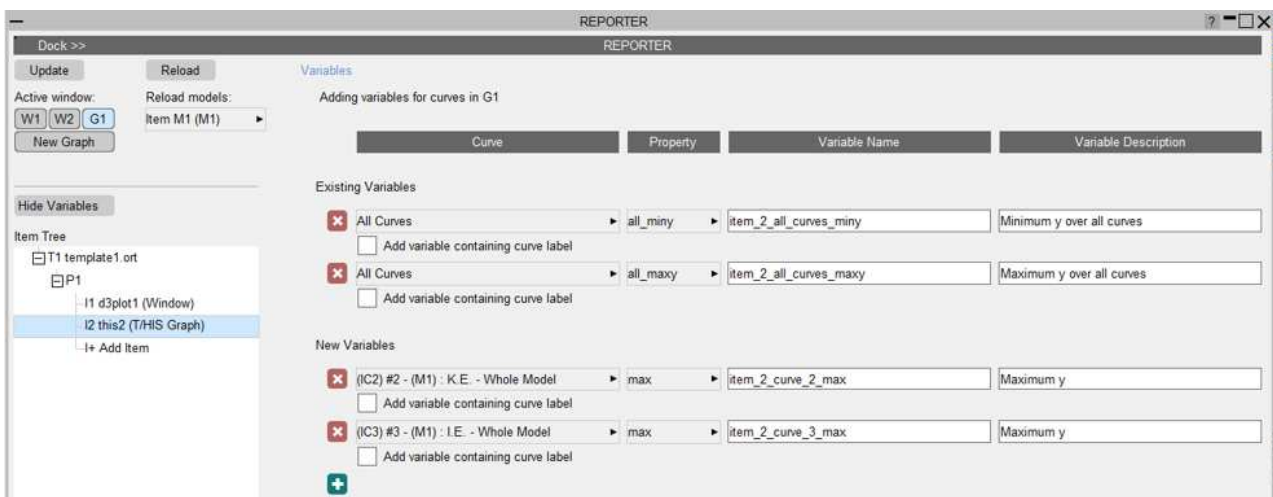 REPORTER
?
Dock >> REPORTER
Update Reload Variables
Active window: Reload models: Adding variables for curves in G1
W1 W2 G1 Item M1 (M1)
New Graph
Curve Property Variable Name Variable Description
Existing Variables
Hide Variables
All Curves all_miny item_2_all_curves_miny Minimum y over all curves
Add variable containing curve label
Item Tree
T1 template1.ort
All Curves all_maxy item_2_all_curves_maxy Maximum y over all curves
P1
Add variable containing curve label
I1 d3plot1 (Window)
I2 this2 (T/HIS Graph)
I+ Add Item
New Variables
(IC2) #2 - (M1) : K.E. - Whole Model max item_2_curve_2_max Maximum y
Add variable containing curve label
(IC3) #3 - (M1) : I.E. - Whole Model max item_2_curve_3_max Maximum y
Add variable containing curve label